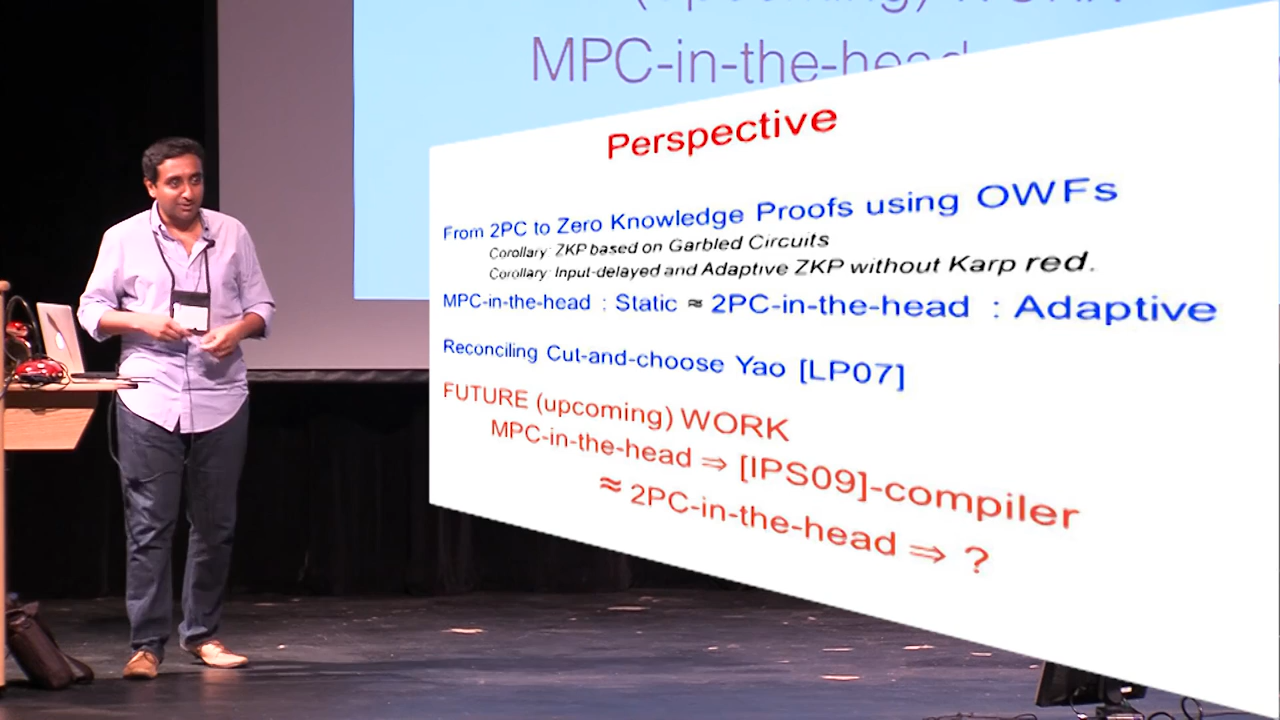 (upcoming) WORK
MPC-in-the-head
Perspective
From 2PC to Zero Knowledge Proofs using OWFs
Corollary: ZKP based on Garbled Circuits
Corollary: Input-delayed and Adaptive ZKP without Karp red.
MPC-in-the-head : Static ≈ 2PC-in-the-head : Adaptive
Reconciling Cut-and-choose Yao [LP07]
FUTURE (upcoming) WORK
MPC-in-the-head ⇒ [IPS09]-compiler
≈ 2PC-in-the-head ⇒ ?